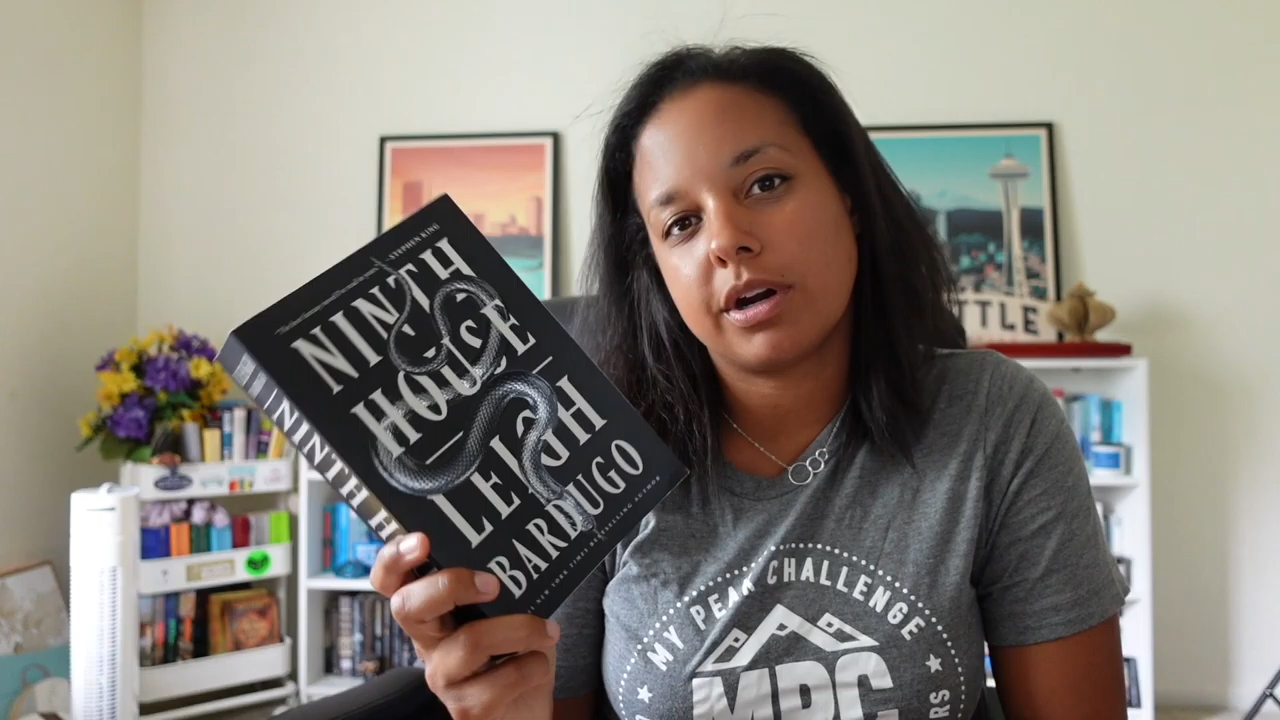 —STEPHEN KING
NINTH
HOUSE
LEIGH
BARDUGO
NEW YORK TIMES BESTSELLING AUTHOR
NINTH H
TTLE
MY PEAK CHALLENGE
MPC